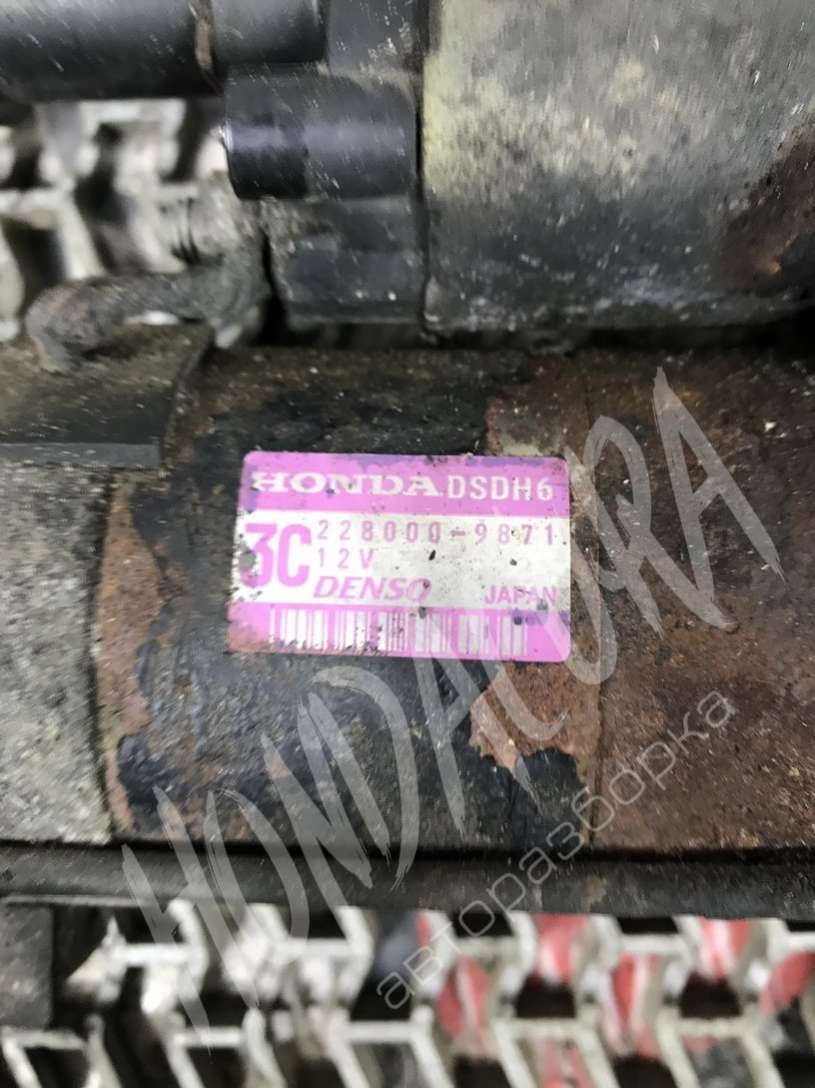 HONDA DSDH6
3C 228000-9871
12V
DENSO JAPAN
HONDACURA
авторазборка